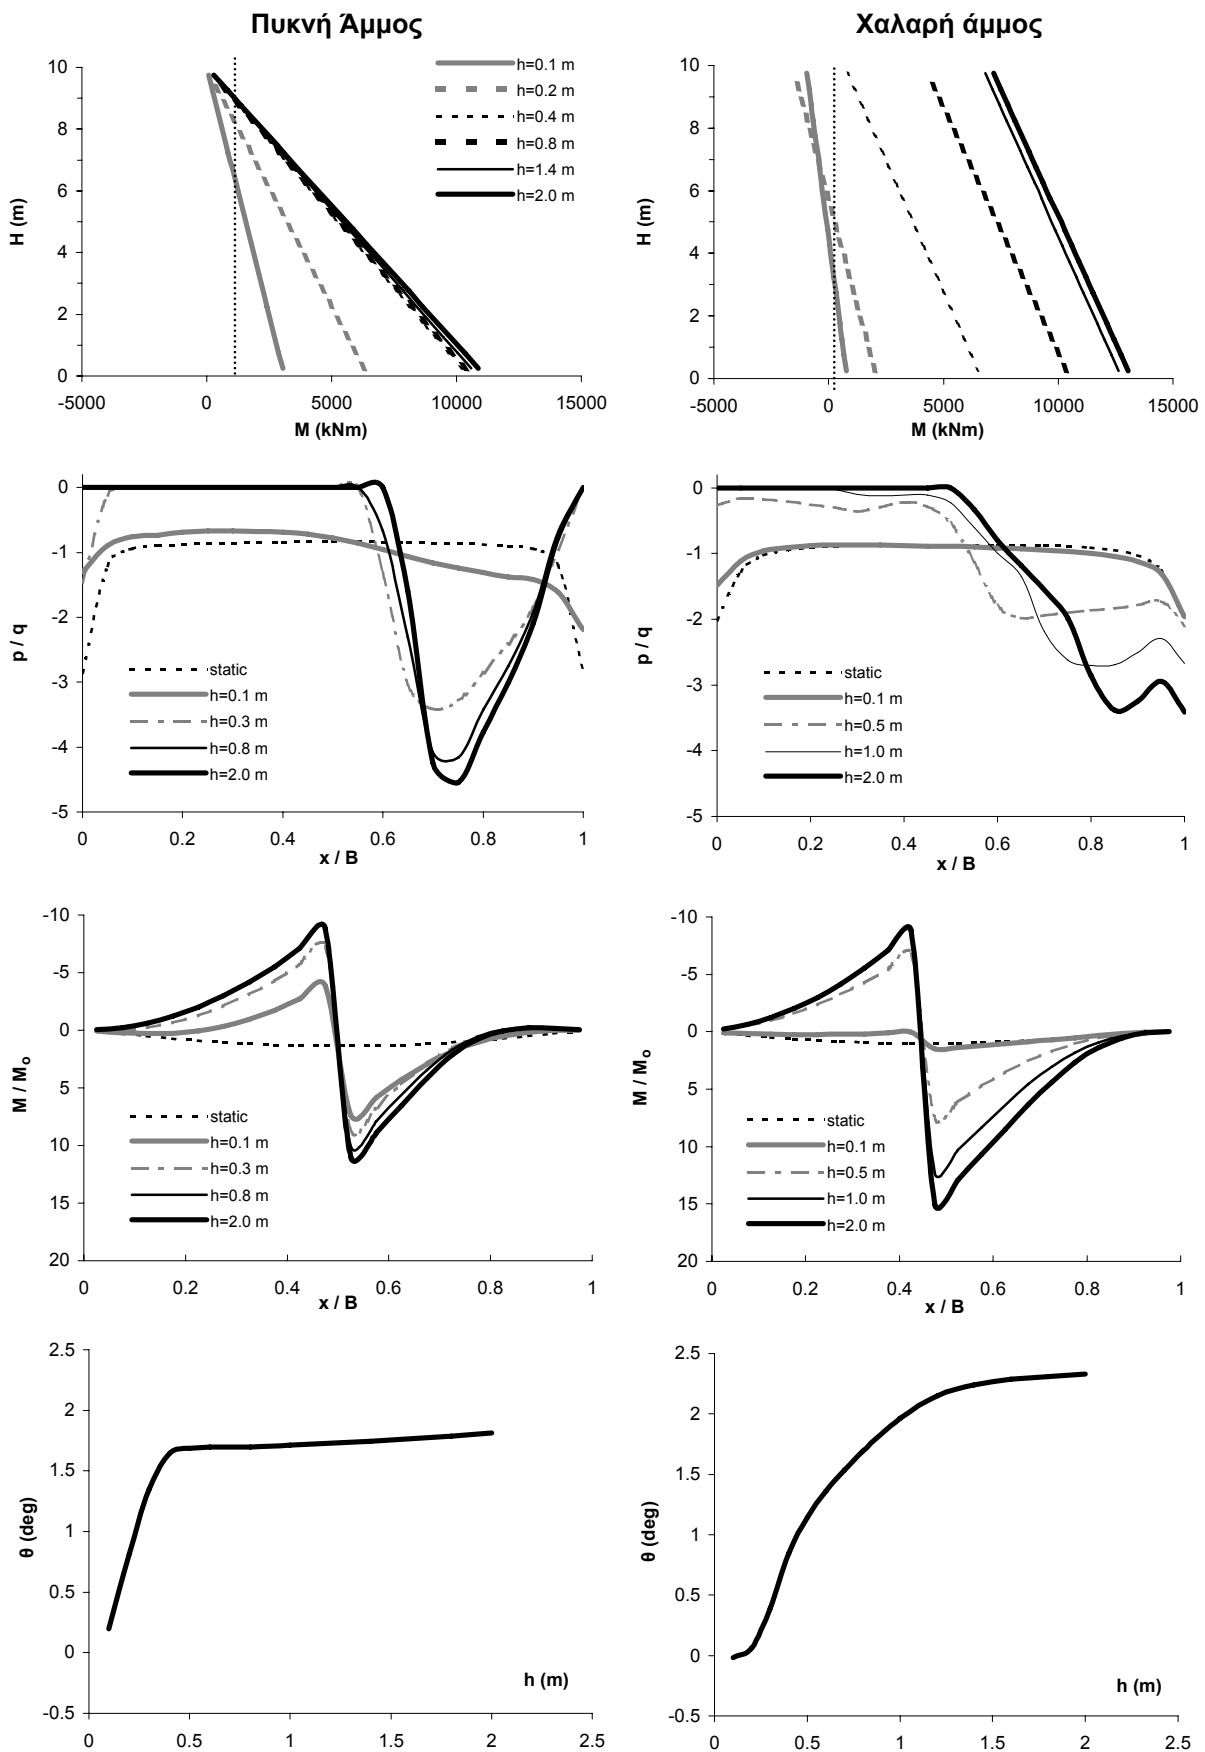 Πυκνή Άμμος
Χαλαρή άμμος
10
8
6
4
2
0
H (m)
-5000
0
5000
10000
15000
M (kNm)
h=0.1 m
h=0.2 m
h=0.4 m
h=0.8 m
h=1.4 m
h=2.0 m
10
8
6
4
2
0
H (m)
-5000
0
5000
10000
15000
M (kNm)
0
-1
-2
-3
-4
-5
p / q
static
h=0.1 m
h=0.3 m
h=0.8 m
h=2.0 m
0
0.2
0.4
0.6
0.8
1
x / B
0
-1
-2
-3
-4
-5
p / q
static
h=0.1 m
h=0.5 m
h=1.0 m
h=2.0 m
0
0.2
0.4
0.6
0.8
1
x / B
-10
-5
0
5
10
15
20
M / Mo
static
h=0.1 m
h=0.3 m
h=0.8 m
h=2.0 m
0
0.2
0.4
0.6
0.8
1
x / B
-10
-5
0
5
10
15
20
M / Mo
static
h=0.1 m
h=0.5 m
h=1.0 m
h=2.0 m
0
0.2
0.4
0.6
0.8
1
x / B
2.5
2
1.5
1
0.5
0
-0.5
θ (deg)
h (m)
0
0.5
1
1.5
2
2.5
2.5
2
1.5
1
0.5
0
-0.5
θ (deg)
h (m)
0
0.5
1
1.5
2
2.5